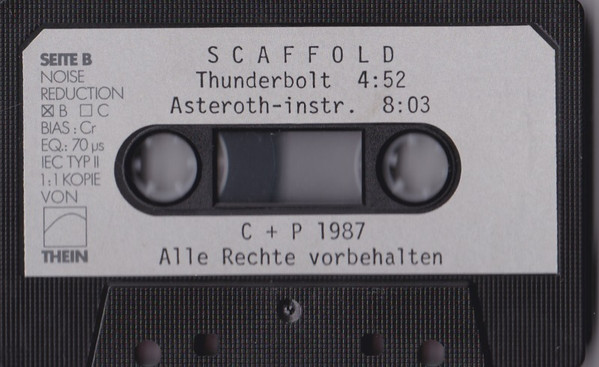 SEITE B
NOISE
REDUCTION
☒ B ☐ C
BIAS : Cr
EQ.: 70 µs
IEC TYP II
1:1 KOPIE
VON
THEIN
SCAFFOLD
Thunderbolt 4:52
Asteroth-instr. 8:03
C + P 1987
Alle Rechte vorbehalten